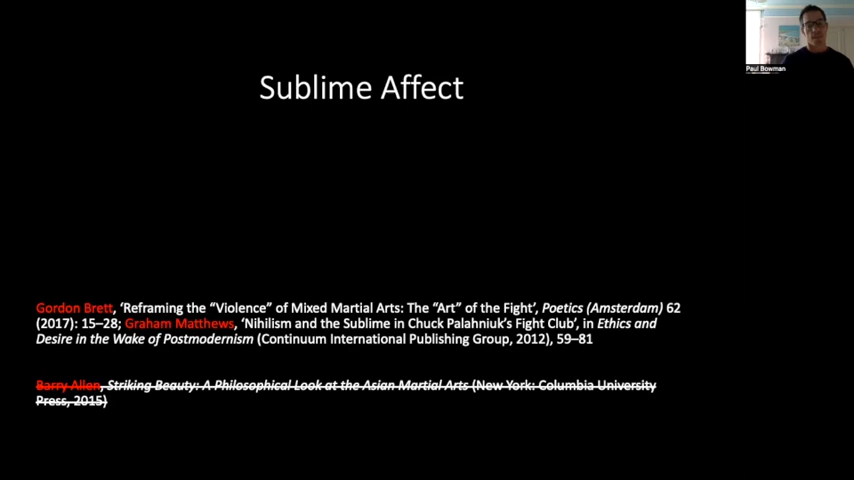 Paul Bowman
Sublime Affect
Gordon Brett, ‘Reframing the “Violence” of Mixed Martial Arts: The “Art” of the Fight’, Poetics (Amsterdam) 62
(2017): 15–28; Graham Matthews, ‘Nihilism and the Sublime in Chuck Palahniuk’s Fight Club’, in Ethics and
Desire in the Wake of Postmodernism (Continuum International Publishing Group, 2012), 59–81
Barry Allen, Striking Beauty: A Philosophical Look at the Asian Martial Arts (New York: Columbia University
Press, 2015)